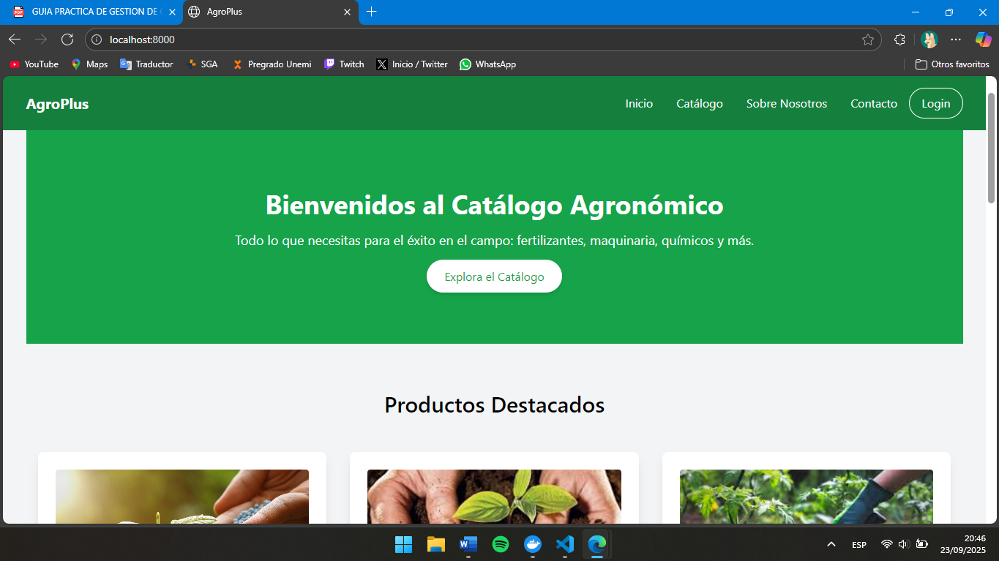 PDF
GUIA PRACTICA DE GESTION DE
AgroPlus
localhost:8000
YouTube
Maps
Traductor
SGA
Pregrado Unemi
Twitch
Inicio / Twitter
WhatsApp
Otros favoritos
AgroPlus
Inicio
Catálogo
Sobre Nosotros
Contacto
Login
Bienvenidos al Catálogo Agronómico
Todo lo que necesitas para el éxito en el campo: fertilizantes, maquinaria, químicos y más.
Explora el Catálogo
Productos Destacados
ESP
20:46
23/09/2025